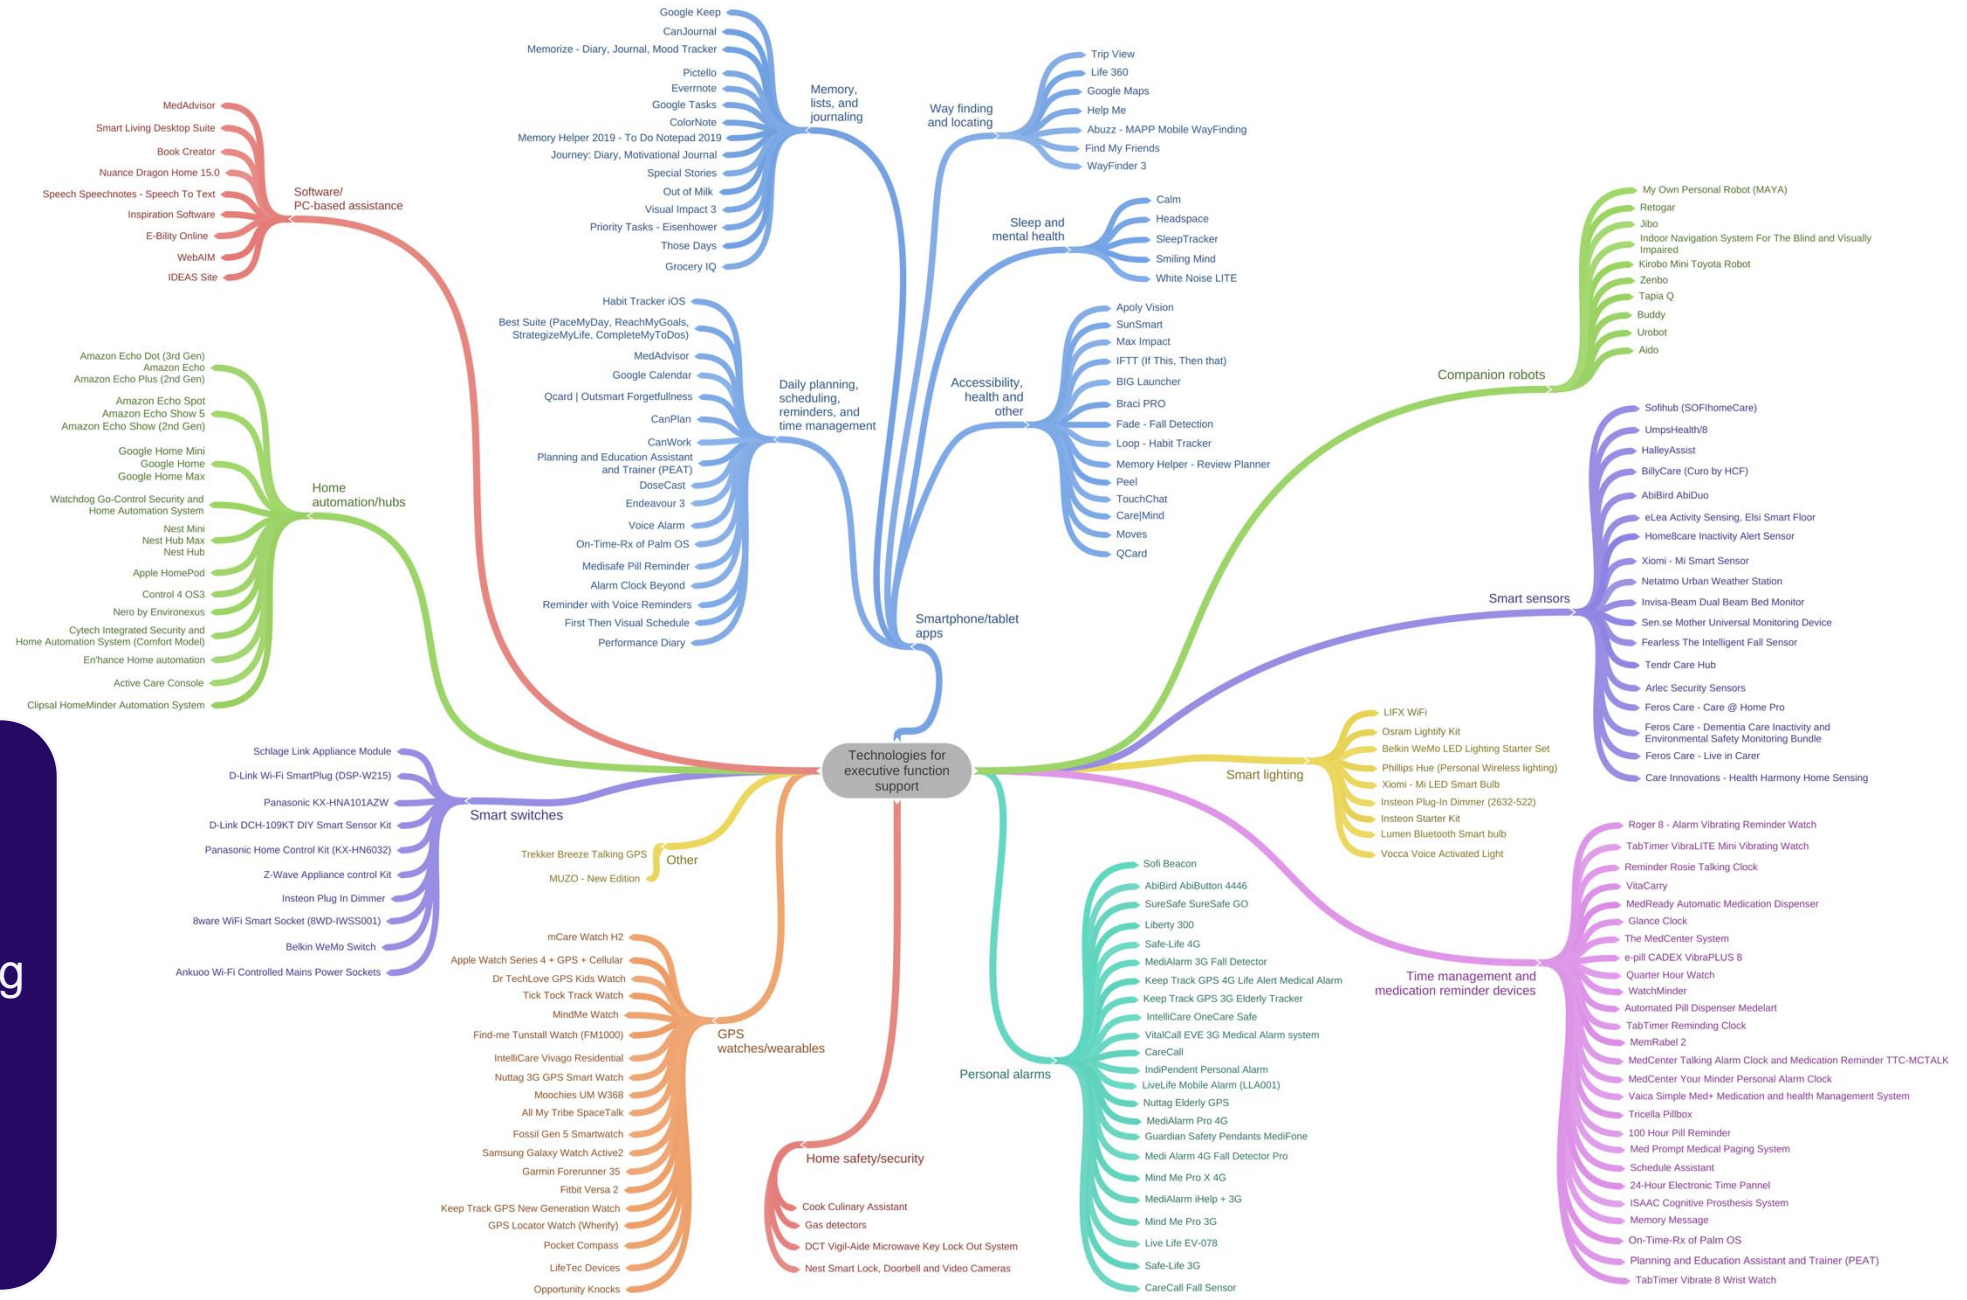 Technologies for
executive function
support
Software/
PC-based assistance
MedAdvisor
Smart Living Desktop Suite
Book Creator
Nuance Dragon Home 15.0
Speech Speechnotes - Speech To Text
Inspiration Software
E-Bility Online
WebAIM
IDEAS Site
Home
automation/hubs
Amazon Echo Dot (3rd Gen)
Amazon Echo
Amazon Echo Plus (2nd Gen)
Amazon Echo Spot
Amazon Echo Show 5
Amazon Echo Show (2nd Gen)
Google Home Mini
Google Home
Google Home Max
Watchdog Go-Control Security and
Home Automation System
Nest Mini
Nest Hub Max
Nest Hub
Apple HomePod
Control 4 OS3
Nero by Environexus
Cytech Integrated Security and
Home Automation System (Comfort Model)
En'hance Home automation
Active Care Console
Clipsal HomeMinder Automation System
Smart switches
Schlage Link Appliance Module
D-Link Wi-Fi SmartPlug (DSP-W215)
Panasonic KX-HNA101AZW
D-Link DCH-109KT DIY Smart Sensor Kit
Panasonic Home Control Kit (KX-HN6032)
Z-Wave Appliance control Kit
Insteon Plug In Dimmer
8ware WiFi Smart Socket (8WD-IWSS001)
Belkin WeMo Switch
Ankuoo Wi-Fi Controlled Mains Power Sockets
g
Other
Trekker Breeze Talking GPS
MUZO - New Edition
GPS
watches/wearables
mCare Watch H2
Apple Watch Series 4 + GPS + Cellular
Dr TechLove GPS Kids Watch
Tick Tock Track Watch
MindMe Watch
Find-me Tunstall Watch (FM1000)
IntelliCare Vivago Residential
Nuttag 3G GPS Smart Watch
Moochies UM W368
All My Tribe SpaceTalk
Fossil Gen 5 Smartwatch
Samsung Galaxy Watch Active2
Garmin Forerunner 35
Fitbit Versa 2
Keep Track GPS New Generation Watch
GPS Locator Watch (Wherify)
Pocket Compass
LifeTec Devices
Opportunity Knocks
Home safety/security
Cook Culinary Assistant
Gas detectors
DCT Vigil-Aide Microwave Key Lock Out System
Nest Smart Lock, Doorbell and Video Cameras
Smartphone/tablet
apps
Memory,
lists, and
journaling
Google Keep
CanJournal
Memorize - Diary, Journal, Mood Tracker
Pictello
Evernote
Google Tasks
ColorNote
Memory Helper 2019 - To Do Notepad 2019
Journey: Diary, Motivational Journal
Special Stories
Out of Milk
Visual Impact 3
Priority Tasks - Eisenhower
Those Days
Grocery IQ
Daily planning,
scheduling,
reminders, and
time management
Habit Tracker iOS
Best Suite (PaceMyDay, ReachMyGoals,
StrategizeMyLife, CompleteMyToDos)
MedAdvisor
Google Calendar
Qcard | Outsmart Forgetfullness
CanPlan
CanWork
Planning and Education Assistant
and Trainer (PEAT)
DoseCast
Endeavour 3
Voice Alarm
On-Time-Rx of Palm OS
Medisafe Pill Reminder
Alarm Clock Beyond
Reminder with Voice Reminders
First Then Visual Schedule
Performance Diary
Way finding
and locating
Trip View
Life 360
Google Maps
Help Me
Abuzz - MAPP Mobile WayFinding
Find My Friends
WayFinder 3
Sleep and
mental health
Calm
Headspace
SleepTracker
Smiling Mind
White Noise LITE
Accessibility,
health and
other
Apoly Vision
SunSmart
Max Impact
IFTT (If This, Then that)
BIG Launcher
Braci PRO
Fade - Fall Detection
Loop - Habit Tracker
Memory Helper - Review Planner
Peel
TouchChat
Care|Mind
Moves
QCard
Companion robots
My Own Personal Robot (MAYA)
Retogar
Jibo
Indoor Navigation System For The Blind and Visually
Impaired
Kirobo Mini Toyota Robot
Zenbo
Tapia Q
Buddy
Urobot
Aido
Smart sensors
Sofihub (SOFIhomeCare)
UmpsHealth/8
HalleyAssist
BillyCare (Curo by HCF)
AbiBird AbiDuo
eLea Activity Sensing, Elsi Smart Floor
Home8care Inactivity Alert Sensor
Xiomi - Mi Smart Sensor
Netatmo Urban Weather Station
Invisa-Beam Dual Beam Bed Monitor
Sen.se Mother Universal Monitoring Device
Fearless The Intelligent Fall Sensor
Tendr Care Hub
Arlec Security Sensors
Feros Care - Care @ Home Pro
Feros Care - Dementia Care Inactivity and
Environmental Safety Monitoring Bundle
Feros Care - Live in Carer
Care Innovations - Health Harmony Home Sensing
Smart lighting
LIFX WiFi
Osram Lightify Kit
Belkin WeMo LED Lighting Starter Set
Phillips Hue (Personal Wireless lighting)
Xiomi - Mi LED Smart Bulb
Insteon Plug-In Dimmer (2632-522)
Insteon Starter Kit
Lumen Bluetooth Smart bulb
Vocca Voice Activated Light
Personal alarms
Sofi Beacon
AbiBird AbiButton 4446
SureSafe SureSafe GO
Liberty 300
Safe-Life 4G
MediAlarm 3G Fall Detector
Keep Track GPS 4G Life Alert Medical Alarm
Keep Track GPS 3G Elderly Tracker
IntelliCare OneCare Safe
VitalCall EVE 3G Medical Alarm system
CareCall
IndiPendent Personal Alarm
LiveLife Mobile Alarm (LLA001)
Nuttag Elderly GPS
MediAlarm Pro 4G
Guardian Safety Pendants MediFone
Medi Alarm 4G Fall Detector Pro
Mind Me Pro X 4G
MediAlarm iHelp + 3G
Mind Me Pro 3G
Live Life EV-078
Safe-Life 3G
CareCall Fall Sensor
Time management and
medication reminder devices
Roger 8 - Alarm Vibrating Reminder Watch
TabTimer VibraLITE Mini Vibrating Watch
Reminder Rosie Talking Clock
VitaCarry
MedReady Automatic Medication Dispenser
Glance Clock
The MedCenter System
e-pill CADEX VibraPLUS 8
Quarter Hour Watch
WatchMinder
Automated Pill Dispenser Medelart
TabTimer Reminding Clock
MemRabel 2
MedCenter Talking Alarm Clock and Medication Reminder TTC-MCTALK
MedCenter Your Minder Personal Alarm Clock
Vaica Simple Med+ Medication and health Management System
Tricella Pillbox
100 Hour Pill Reminder
Med Prompt Medical Paging System
Schedule Assistant
24-Hour Electronic Time Pannel
ISAAC Cognitive Prosthesis System
Memory Message
On-Time-Rx of Palm OS
Planning and Education Assistant and Trainer (PEAT)
TabTimer Vibrate 8 Wrist Watch